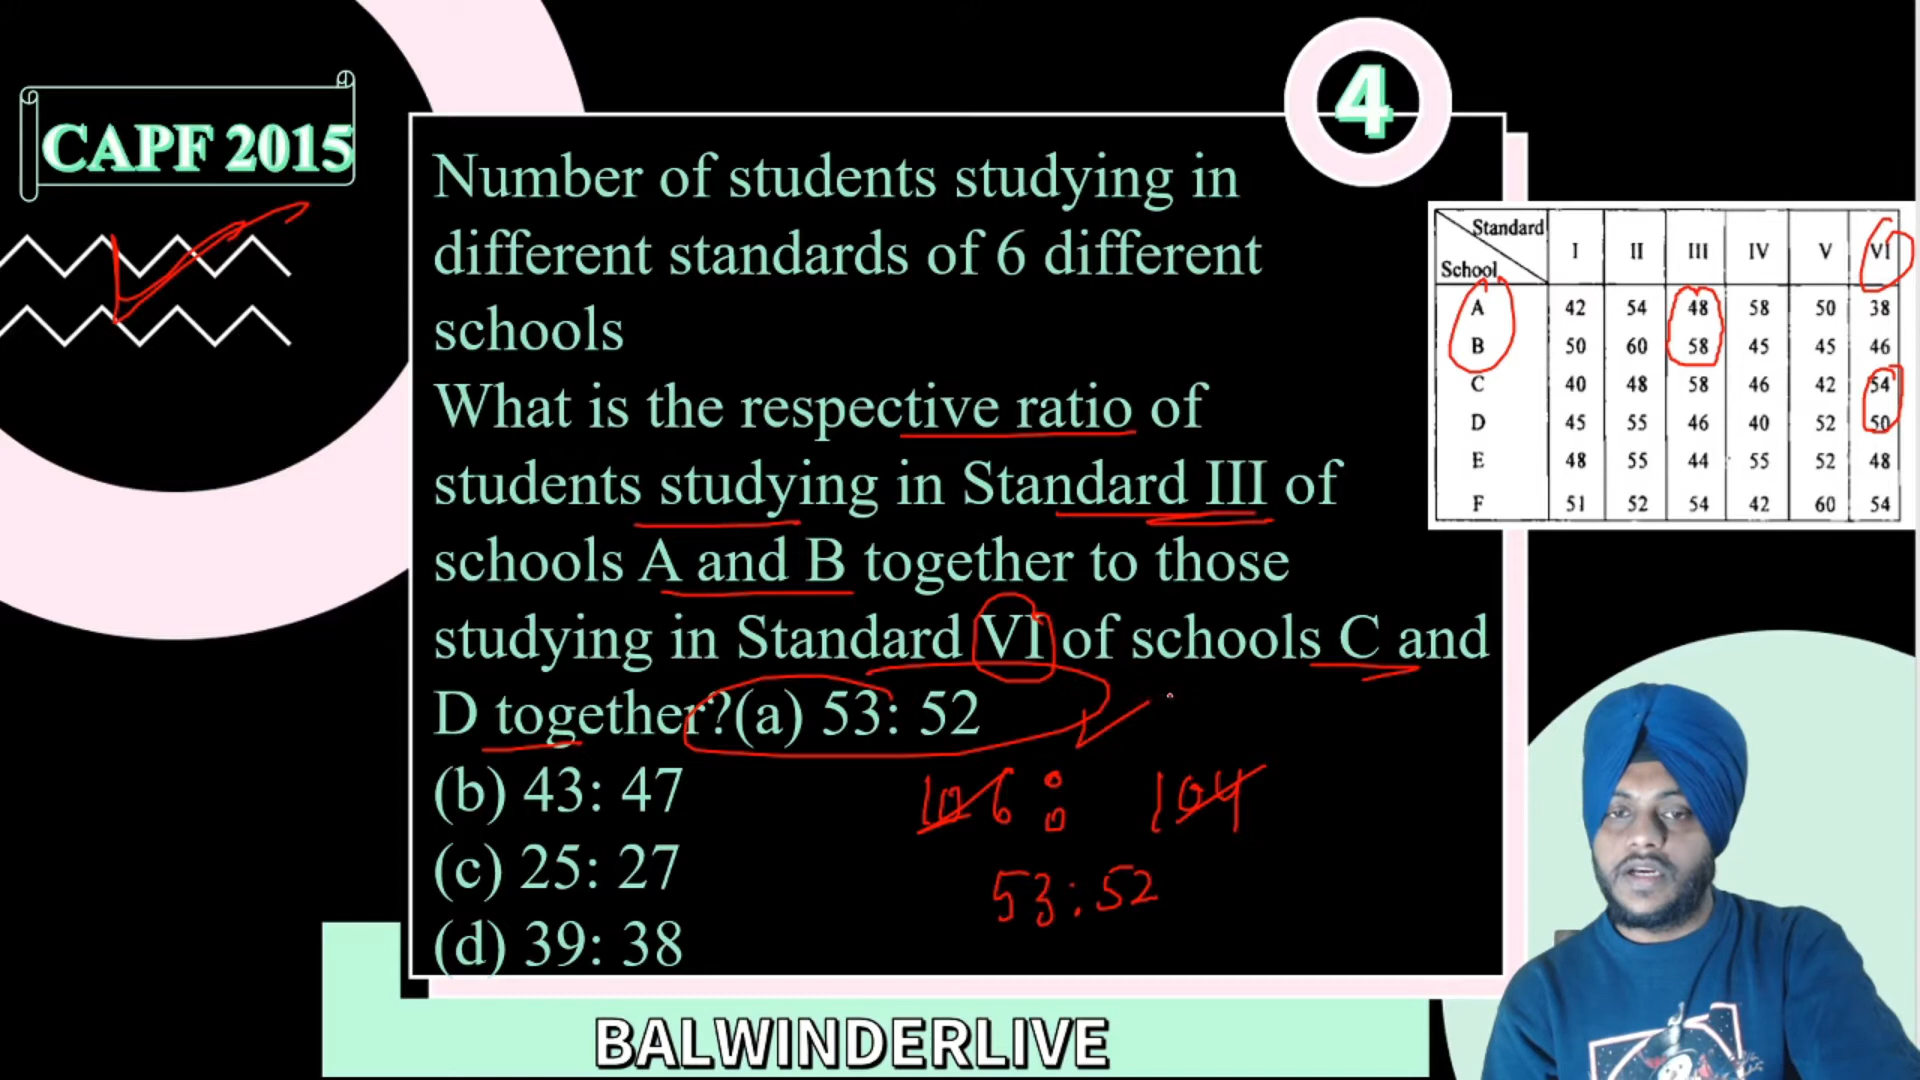 CAPF 2015
4
Number of students studying in
different standards of 6 different
schools
What is the respective ratio of
students studying in Standard III of
schools A and B together to those
studying in Standard VI of schools C and
D together?(a) 53: 52
(b) 43: 47
(c) 25: 27
(d) 39: 38
106 : 104
53:52
Standard
School I II III IV V VI
A 42 54 48 58 50 38
B 50 60 58 45 45 46
C 40 48 58 46 42 54
D 45 55 46 40 52 50
E 48 55 44 55 52 48
F 51 52 54 42 60 54
BALWINDERLIVE